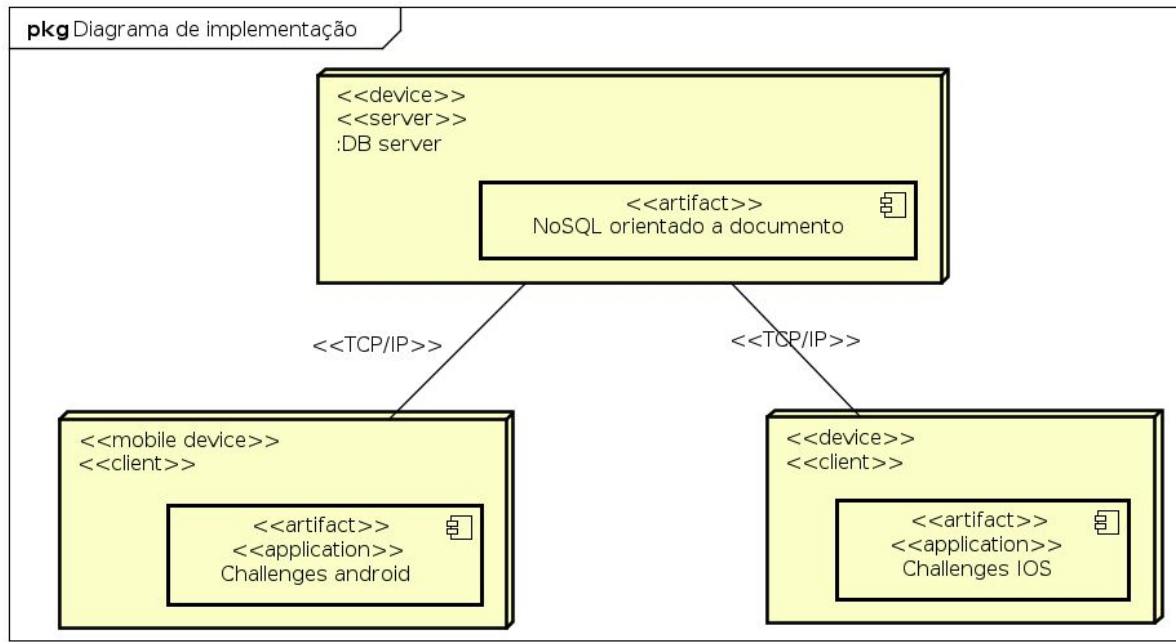 pkg Diagrama de implementação
<<device>>
<<server>>
:DB server
<<artifact>>
NoSQL orientado a documento
<<TCP/IP>>
<<TCP/IP>>
<<mobile device>>
<<client>>
<<artifact>>
<<application>>
Challenges android
<<device>>
<<client>>
<<artifact>>
<<application>>
Challenges IOS